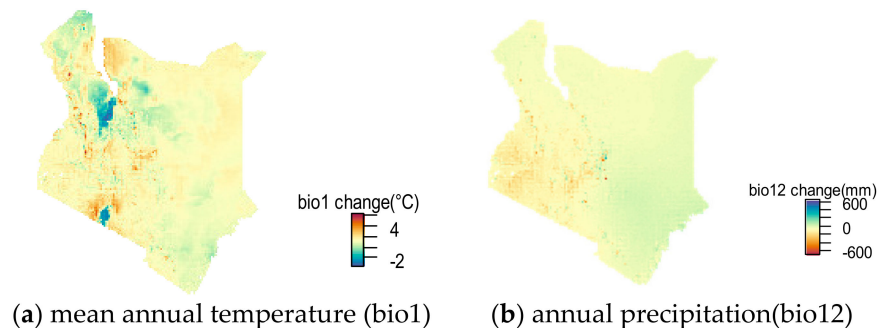 bio1 change(°C)
4
-2
bio12 change(mm)
600
0
-600
(a) mean annual temperature (bio1)
(b) annual precipitation(bio12)